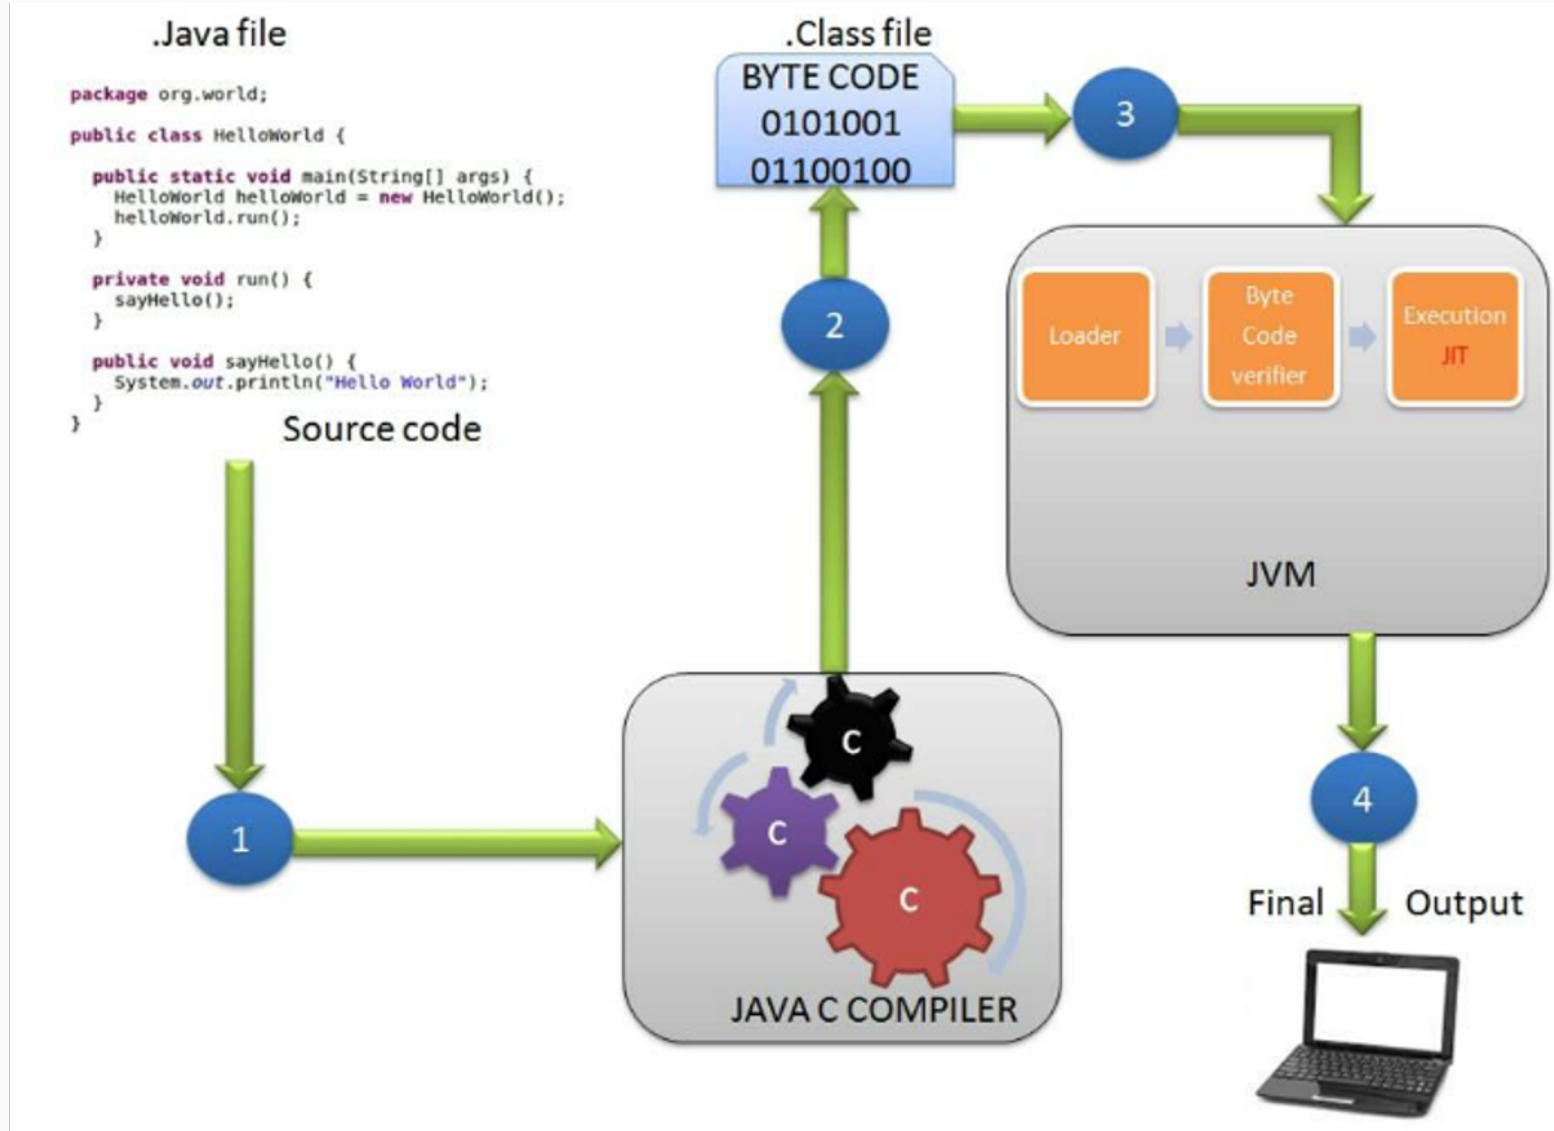 .Java file
package org.world;
public class HelloWorld {
public static void main(String[] args) {
HelloWorld helloWorld = new HelloWorld();
helloWorld.run();
}
private void run() {
sayHello();
}
public void sayHello() {
System.out.println("Hello World");
}
}
Source code
1
JAVA C COMPILER
C
C
C
2
.Class file
BYTE CODE
0101001
01100100
3
Loader
Byte
Code
verifier
Execution
JIT
JVM
4
Final Output